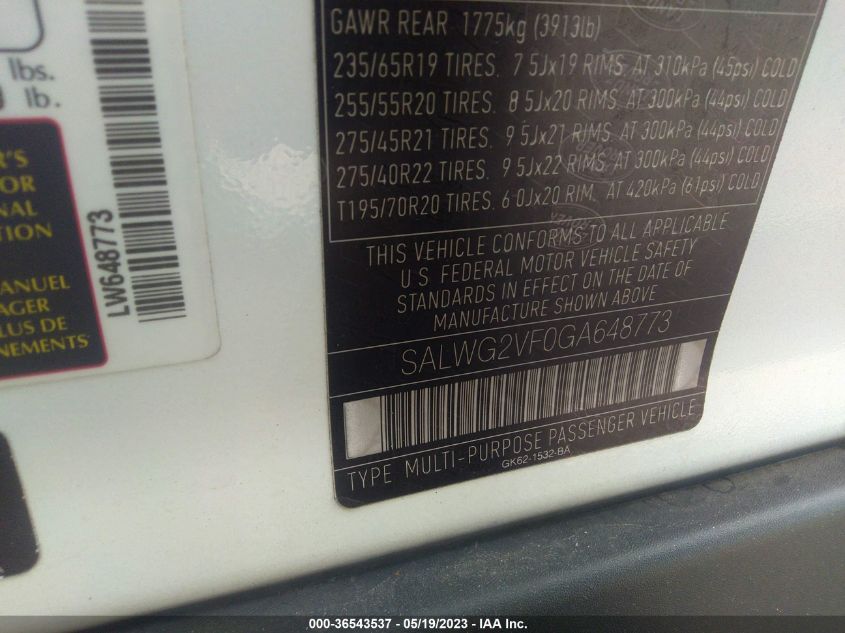 lbs.
lb.
'S
TOR
NAL
TION
ANUEL
AGER
LUS DE
NEMENTS
LW648773
GAWR REAR 1775kg (3913lb)
235/65R19 TIRES. 7 5Jx19 RIMS. AT 310kPa (45psi) COLD
255/55R20 TIRES. 8 5Jx20 RIMS AT 300kPa (44psi) COLD
275/45R21 TIRES. 9 5Jx21 RIMS. AT 300kPa (44psi) COLD
275/40R22 TIRES. 9 5Jx22 RIMS. AT 300kPa (44psi) COLD
T195/70R20 TIRES. 6 0Jx20 RIM. AT 420kPa (61psi) COLD
THIS VEHICLE CONFORMS TO ALL APPLICABLE
U.S FEDERAL MOTOR VEHICLE SAFETY
STANDARDS IN EFFECT ON THE DATE OF
MANUFACTURE SHOWN ABOVE
SALWG2VF0GA648773
TYPE MULTI-PURPOSE PASSENGER VEHICLE
GK62-1532-BA
000-36543537 - 05/19/2023 - IAA Inc.